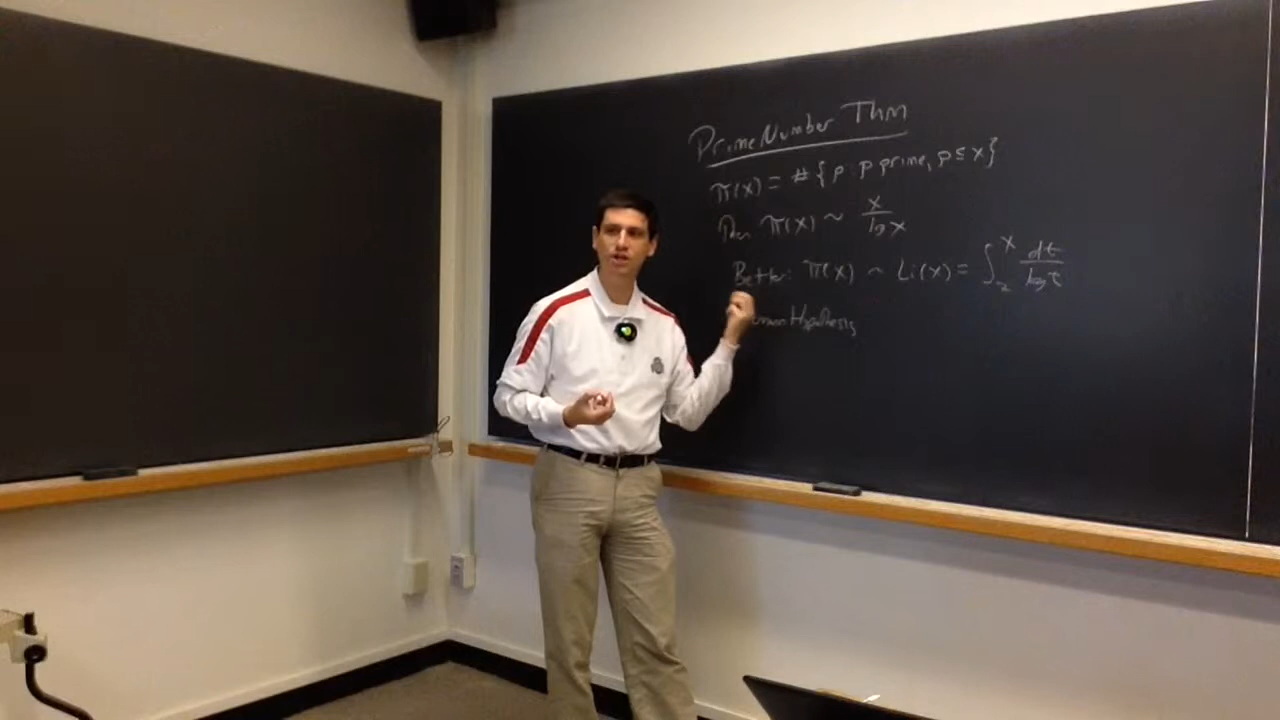 Prime Number Thm
π(x) = #{p : p prime, p ≤ x}
Then π(x) ~ x/log x
Better: π(x) ~ Li(x) = ∫₂ˣ dt/log t
Hypothesis